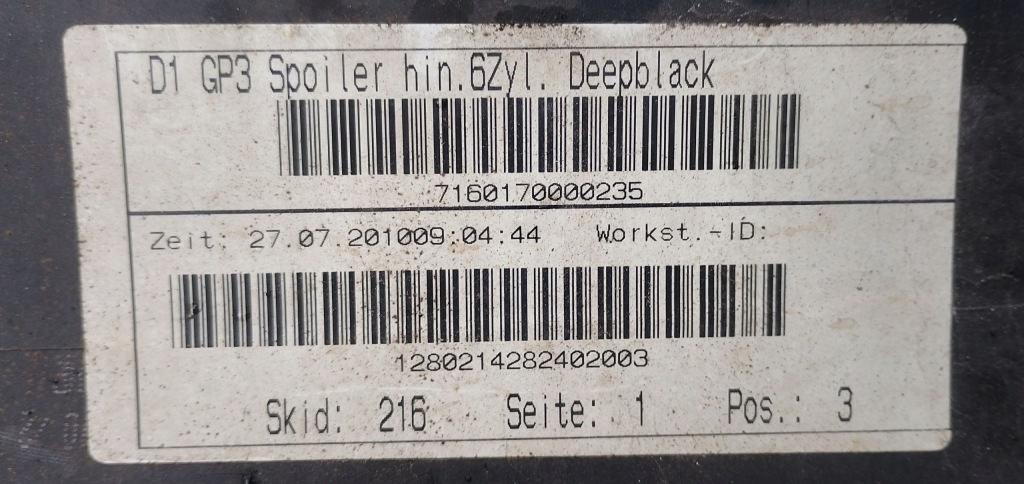 D1 GP3 Spoiler hin.6Zyl. Deepblack
7160170000235
Zeit: 27.07.201009:04:44 Workst.-ID:
1280214282402003
Skid: 216 Seite: 1 Pos.: 3